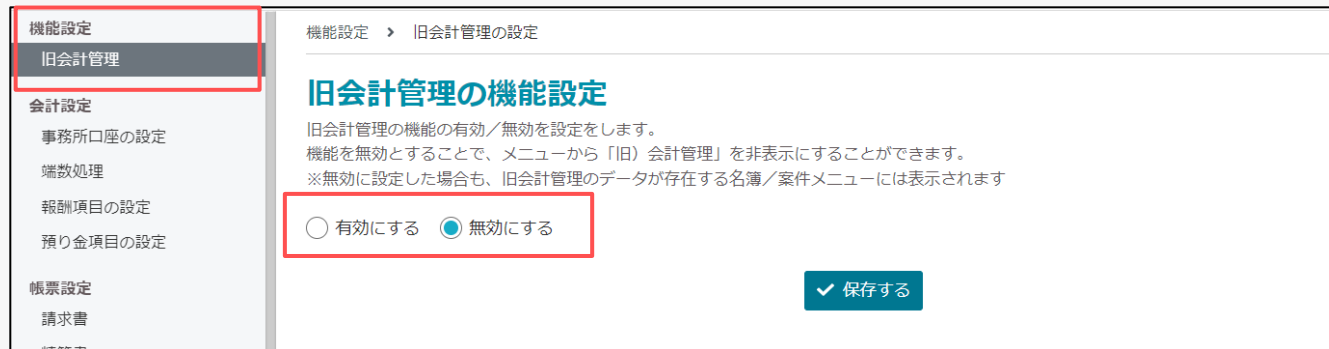 機能設定
旧会計管理
会計設定
事務所口座の設定
端数処理
報酬項目の設定
預り金項目の設定
帳票設定
請求書
機能設定 > 旧会計管理の設定
旧会計管理の機能設定
旧会計管理の機能の有効／無効を設定をします。
機能を無効とすることで、メニューから「旧）会計管理」を非表示にすることができます。
※無効に設定した場合も、旧会計管理のデータが存在する名簿／案件メニューには表示されます
有効にする 無効にする
保存する